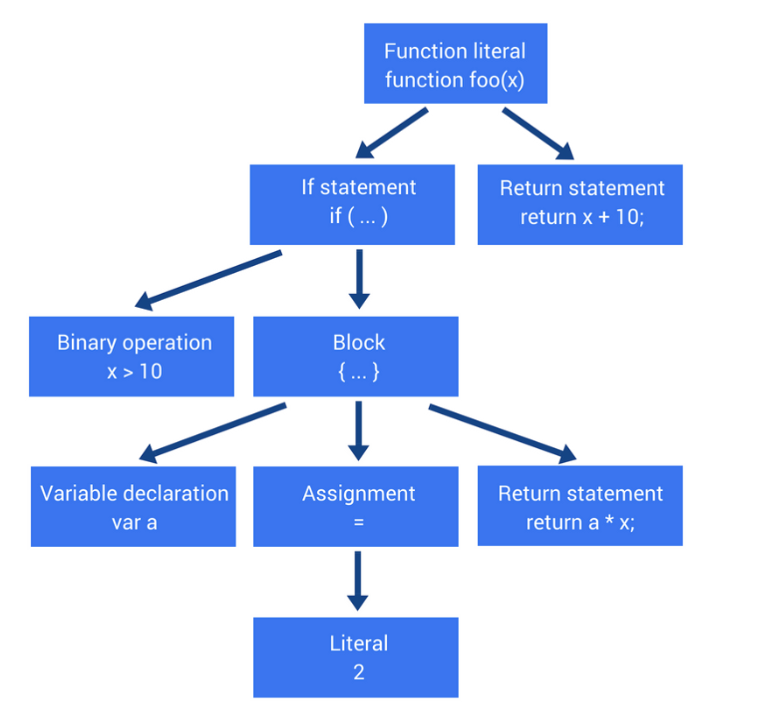 Function literal
function foo(x)
If statement
if ( ... )
Return statement
return x + 10;
Binary operation
x > 10
Block
{ ... }
Variable declaration
var a
Assignment
=
Return statement
return a * x;
Literal
2